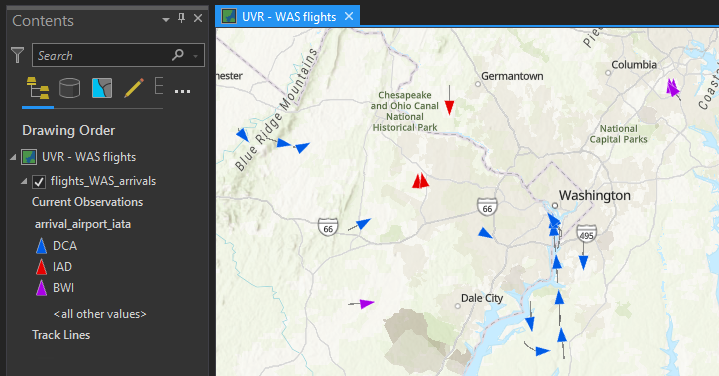 Contents
Search
Drawing Order
UVR - WAS flights
flights_WAS_arrivals
Current Observations
arrival_airport_iata
DCA
IAD
BWI
<all other values>
Track Lines
UVR - WAS flights
Blue Ridge Mountains
Germantown
Columbia
Chesapeake
and Ohio Canal
National
Historical Park
National
Capital Parks
Washington
66
66
495
Dale City